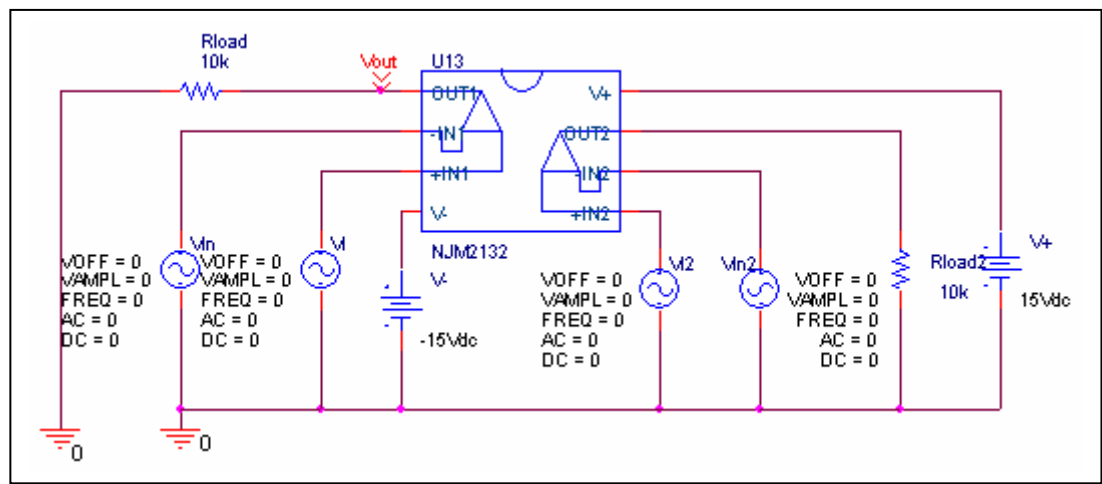 Rload
10k
Vout
U13
OUT1
-IN1
+IN1
V-
V+
OUT2
-IN2
+IN2
NJM2132
Vin
VOFF = 0
VAMPL = 0
FREQ = 0
AC = 0
DC = 0
Vi
VOFF = 0
VAMPL = 0
FREQ = 0
AC = 0
DC = 0
V-
-15Vdc
Vi2
VOFF = 0
VAMPL = 0
FREQ = 0
AC = 0
DC = 0
Vin2
VOFF = 0
VAMPL = 0
FREQ = 0
AC = 0
DC = 0
Rload2
10k
V+
15Vdc
0
0